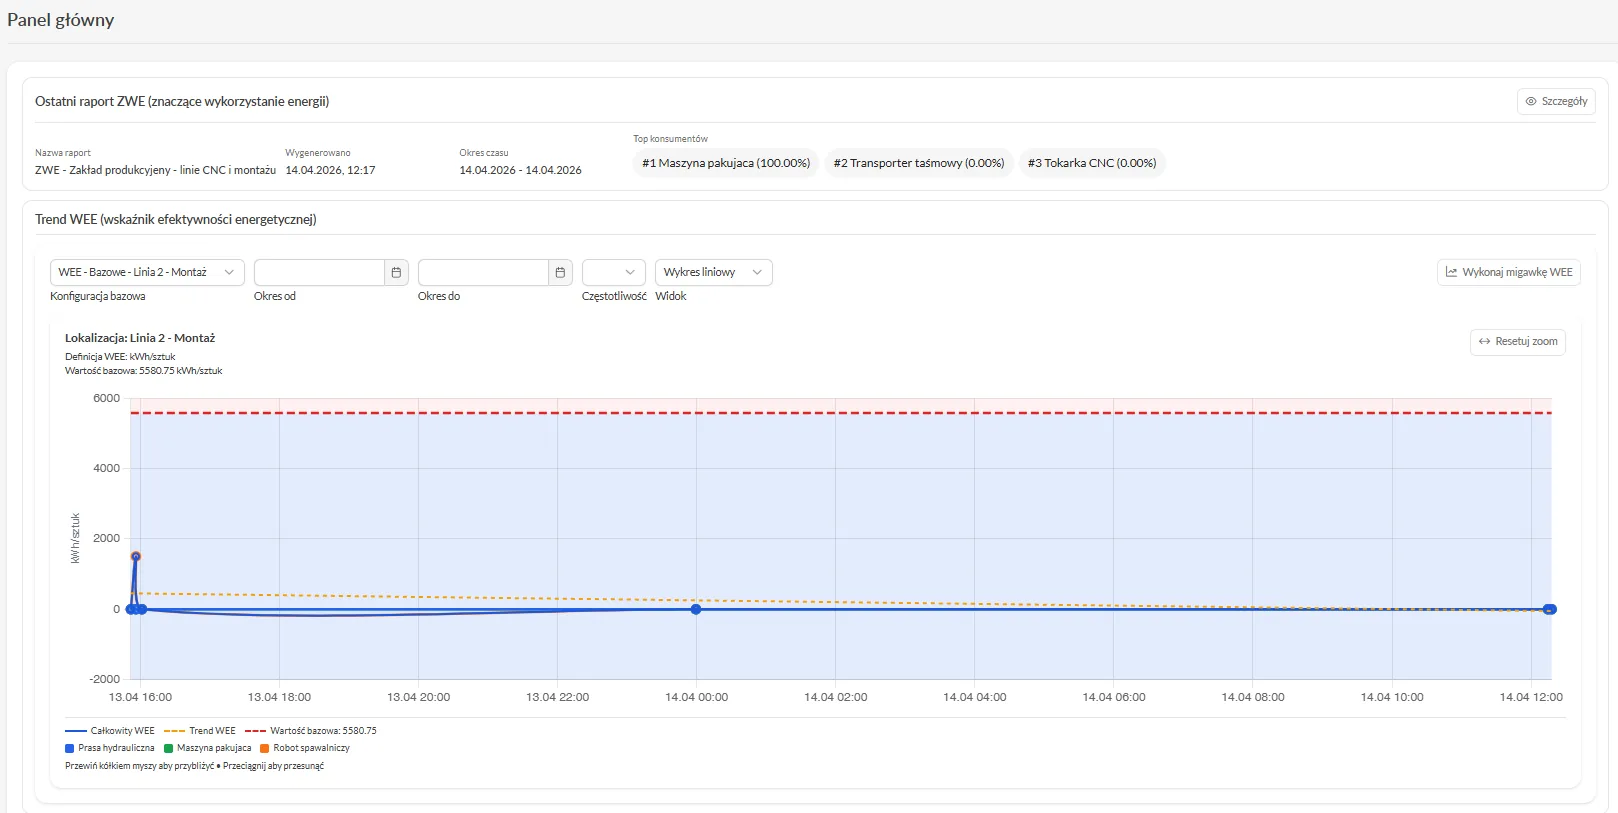 Panel główny
Ostatni raport ZWE (znaczące wykorzystanie energii)
Szczegóły
Top konsumentów
Nazwa raport
Wygenerowano
Okres czasu
#1 Maszyna pakujaca (100.00%)
#2 Transporter taśmowy (0.00%)
#3 Tokarka CNC (0.00%)
ZWE - Zakład produkcyjeny - linie CNC i montażu
14.04.2026, 12:17
14.04.2026 - 14.04.2026
Trend WEE (wskaźnik efektywności energetycznej)
WEE - Bazowe - Linia 2 - Montaż
Wykres liniowy
Wykonaj migawkę WEE
Konfiguracja bazowa
Okres od
Okres do
Częstotliwość
Widok
Lokalizacja: Linia 2 - Montaż
Resetuj zoom
Definicja WEE: kWh/sztuk
Wartość bazowa: 5580.75 kWh/sztuk
6000
4000
2000
0
-2000
kWh/sztuk
13.04 16:00
13.04 18:00
13.04 20:00
13.04 22:00
14.04 00:00
14.04 02:00
14.04 04:00
14.04 06:00
14.04 08:00
14.04 10:00
14.04 12:00
Całkowity WEE
Trend WEE
Wartość bazowa: 5580.75
Prasa hydrauliczna
Maszyna pakujaca
Robot spawalniczy
Przewiń kółkiem myszy aby przybliżyć • Przeciągnij aby przesunąć